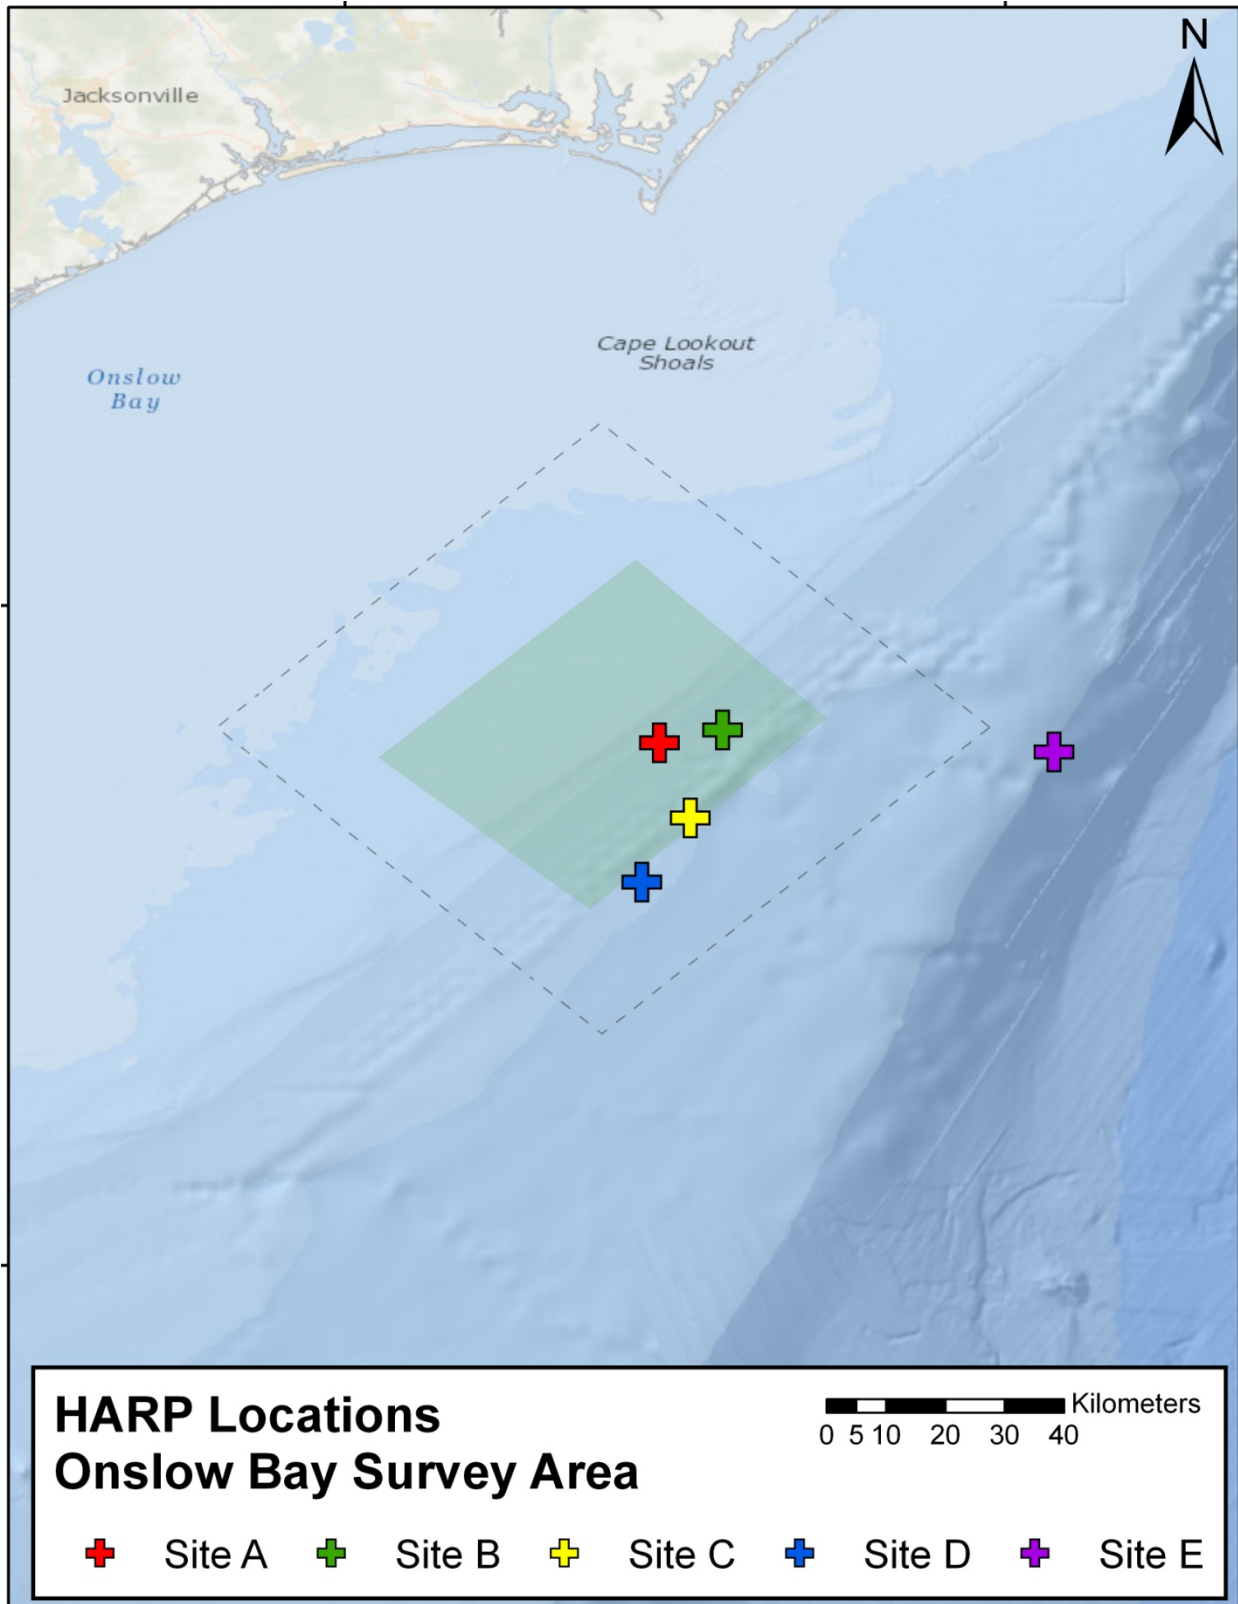 N
Jacksonville
Cape Lookout
Shoals
Onslow
Bay
HARP Locations
Onslow Bay Survey Area
Kilometers
0 5 10 20 30 40
Site A Site B Site C Site D Site E